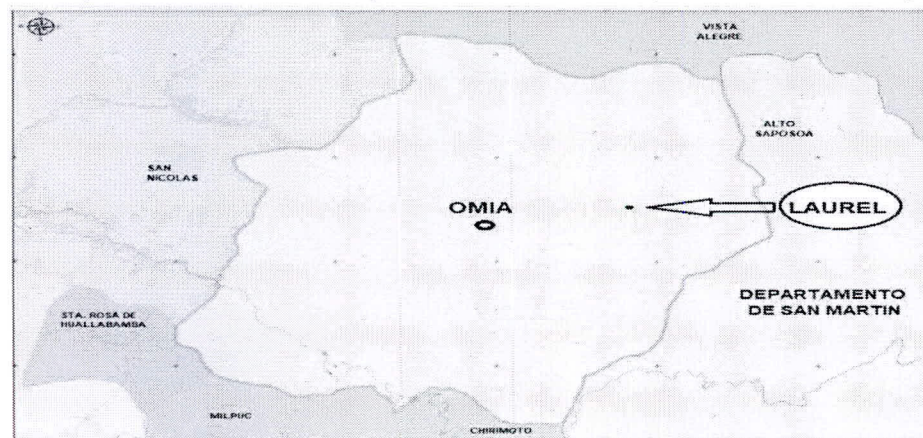 VISTA
ALEGRE
ALTO
SAPOSOA
SAN
NICOLAS
OMIA
LAUREL
DEPARTAMENTO
DE SAN MARTIN
STA. ROSA DE
HUALLABAMBA
MILPUC
CHIRIMOTO